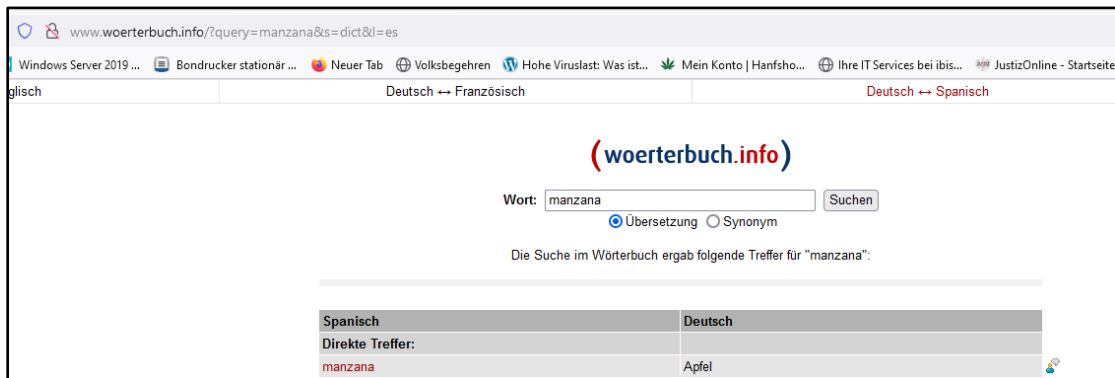 www.woerterbuch.info/?query=manzana&s=dict&l=es
Windows Server 2019 ... Bondrucker stationär ... Neuer Tab Volksbegehren Hohe Viruslast: Was ist... Mein Konto | Hanfsho... Ihre IT Services bei ibis... JustizOnline - Startseite
glisch Deutsch ↔ Französisch Deutsch ↔ Spanisch
(woerterbuch.info)
Wort: manzana Suchen
Übersetzung Synonym
Die Suche im Wörterbuch ergab folgende Treffer für "manzana":
Spanisch Deutsch
Direkte Treffer:
manzana Apfel